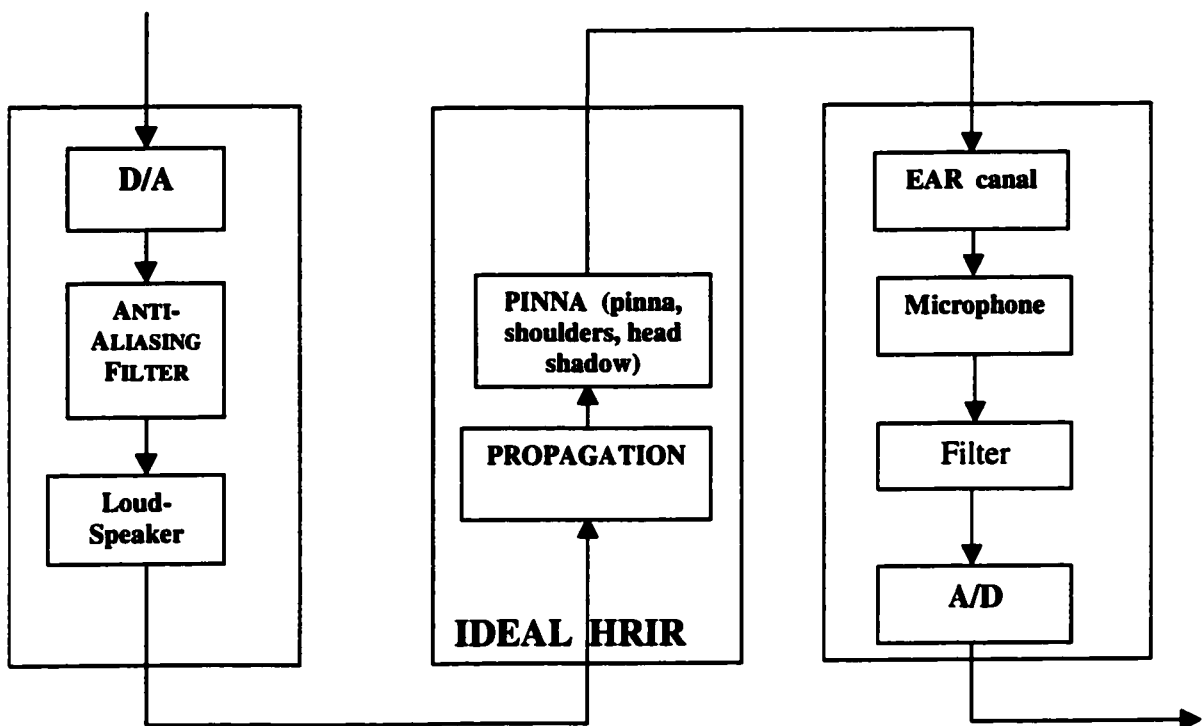 D/A
ANTI-
ALIASING
FILTER
Loud-
Speaker
PINNA (pinna,
shoulders, head
shadow)
PROPAGATION
IDEAL HRIR
EAR canal
Microphone
Filter
A/D